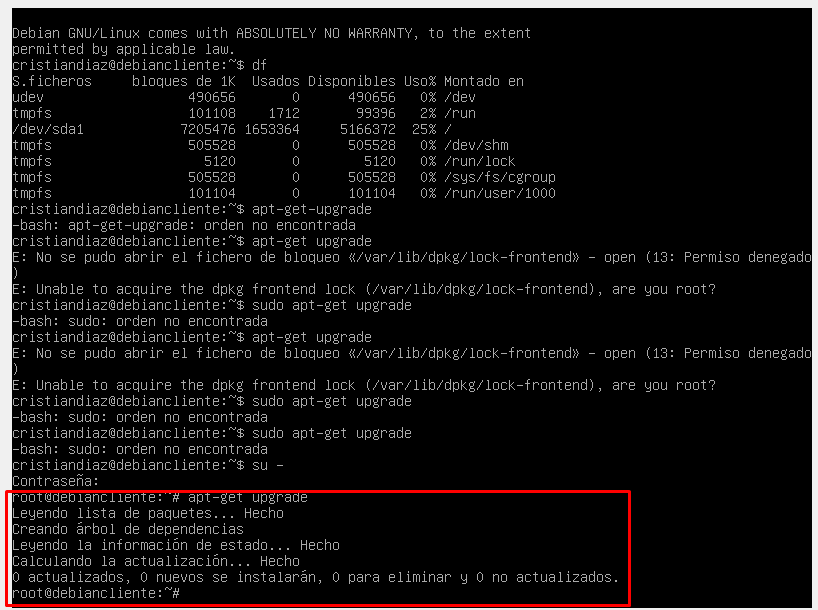 Debian GNU/Linux comes with ABSOLUTELY NO WARRANTY, to the extent
permitted by applicable law.
cristiandiaz@debiancliente:~$ df
S.ficheros     bloques de 1K  Usados Disponibles Uso% Montado en
udev                  490656       0      490656   0% /dev
tmpfs                 101108    1712       99396   2% /run
/dev/sda1            7205476 1653364     5166372  25% /
tmpfs                 505528       0      505528   0% /dev/shm
tmpfs                   5120       0        5120   0% /run/lock
tmpfs                 505528       0      505528   0% /sys/fs/cgroup
tmpfs                 101104       0      101104   0% /run/user/1000
cristiandiaz@debiancliente:~$ apt-get-upgrade
-bash: apt-get-upgrade: orden no encontrada
cristiandiaz@debiancliente:~$ apt-get upgrade
E: No se pudo abrir el fichero de bloqueo «/var/lib/dpkg/lock-frontend» - open (13: Permiso denegado
)
E: Unable to acquire the dpkg frontend lock (/var/lib/dpkg/lock-frontend), are you root?
cristiandiaz@debiancliente:~$ sudo apt-get upgrade
-bash: sudo: orden no encontrada
cristiandiaz@debiancliente:~$ apt-get upgrade
E: No se pudo abrir el fichero de bloqueo «/var/lib/dpkg/lock-frontend» - open (13: Permiso denegado
)
E: Unable to acquire the dpkg frontend lock (/var/lib/dpkg/lock-frontend), are you root?
cristiandiaz@debiancliente:~$ sudo apt-get upgrade
-bash: sudo: orden no encontrada
cristiandiaz@debiancliente:~$ sudo apt-get upgrade
-bash: sudo: orden no encontrada
cristiandiaz@debiancliente:~$ su -
Contraseña:
root@debiancliente:~# apt-get upgrade
Leyendo lista de paquetes... Hecho
Creando árbol de dependencias
Leyendo la información de estado... Hecho
Calculando la actualización... Hecho
0 actualizados, 0 nuevos se instalarán, 0 para eliminar y 0 no actualizados.
root@debiancliente:~#